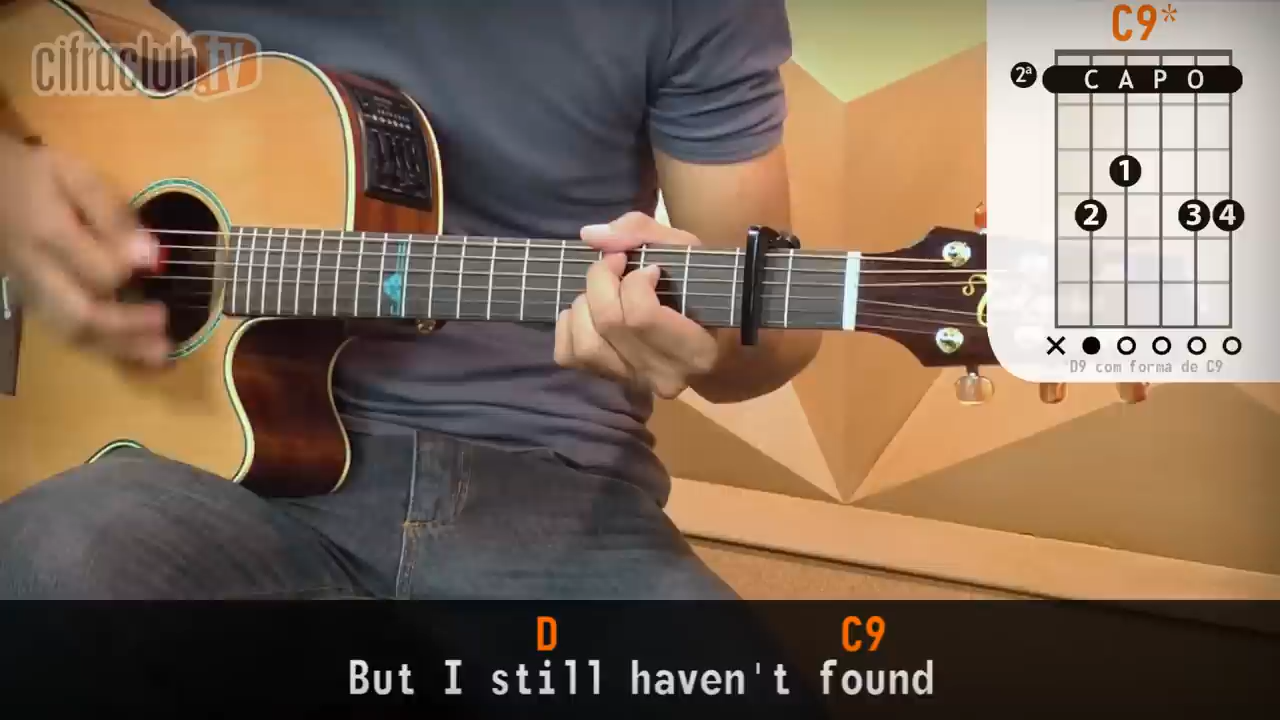 cifraclub.tv
C9*
2ª CAPO
1
2 3 4
D9 com forma de C9
D C9
But I still haven't found